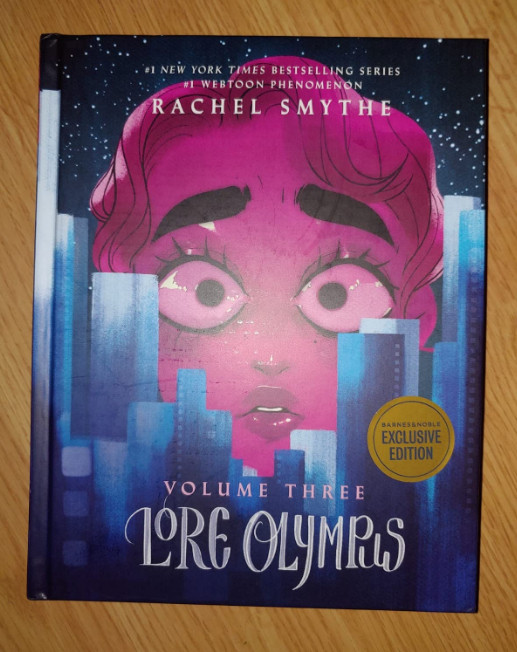 #1 NEW YORK TIMES BESTSELLING SERIES
#1 WEBTOON PHENOMENON
RACHEL SMYTHE
BARNES&NOBLE
EXCLUSIVE
EDITION
VOLUME THREE
LORE OLYMPUS